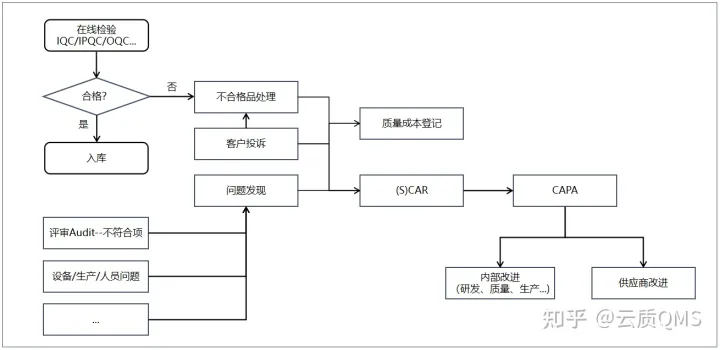 在线检验
IQC/IPQC/OQC...
合格?
否
是
入库
不合格品处理
客户投诉
问题发现
质量成本登记
(S)CAR
CAPA
评审Audit--不符合项
设备/生产/人员问题
...
内部改进
（研发、质量、生产...）
供应商改进
知乎 @云质QMS